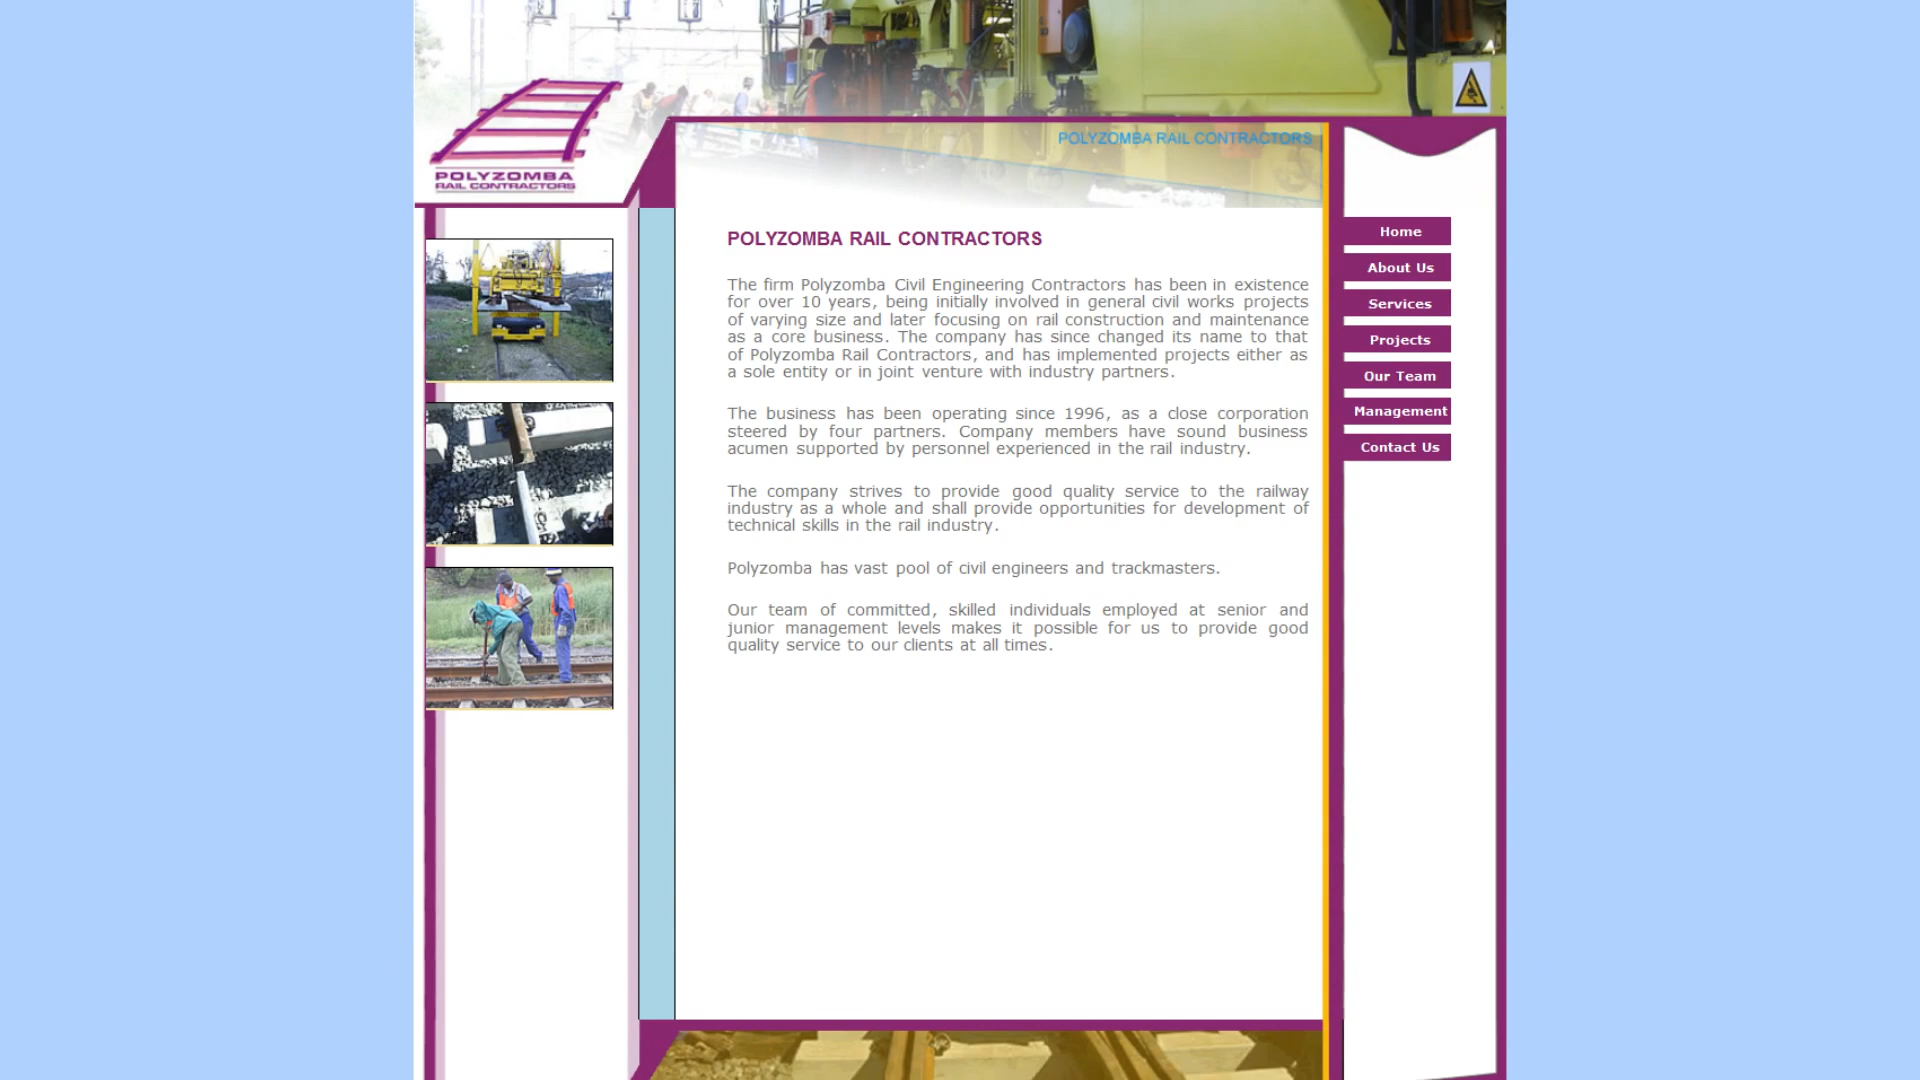 POLYZOMBA
RAIL CONTRACTORS
POLYZOMBA RAIL CONTRACTORS
POLYZOMBA RAIL CONTRACTORS
The firm Polyzomba Civil Engineering Contractors has been in existence
for over 10 years, being initially involved in general civil works projects
of varying size and later focusing on rail construction and maintenance
as a core business. The company has since changed its name to that
of Polyzomba Rail Contractors, and has implemented projects either as
a sole entity or in joint venture with industry partners.
The business has been operating since 1996, as a close corporation
steered by four partners. Company members have sound business
acumen supported by personnel experienced in the rail industry.
The company strives to provide good quality service to the railway
industry as a whole and shall provide opportunities for development of
technical skills in the rail industry.
Polyzomba has vast pool of civil engineers and trackmasters.
Our team of committed, skilled individuals employed at senior and
junior management levels makes it possible for us to provide good
quality service to our clients at all times.
Home
About Us
Services
Projects
Our Team
Management
Contact Us